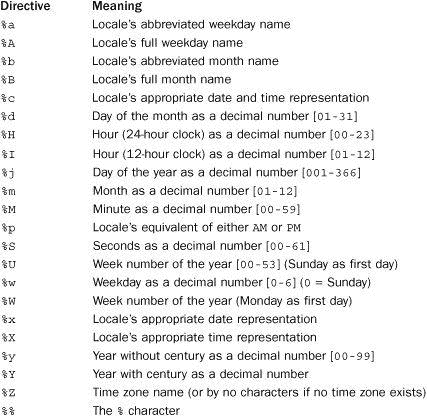 Directive Meaning
%a Locale's abbreviated weekday name
%A Locale's full weekday name
%b Locale's abbreviated month name
%B Locale's full month name
%c Locale's appropriate date and time representation
%d Day of the month as a decimal number [01-31]
%H Hour (24-hour clock) as a decimal number [00-23]
%I Hour (12-hour clock) as a decimal number [01-12]
%j Day of the year as a decimal number [001-366]
%m Month as a decimal number [01-12]
%M Minute as a decimal number [00-59]
%p Locale's equivalent of either AM or PM
%S Seconds as a decimal number [00-61]
%U Week number of the year [00-53] (Sunday as first day)
%w Weekday as a decimal number [0-6] (0 = Sunday)
%W Week number of the year (Monday as first day)
%x Locale's appropriate date representation
%X Locale's appropriate time representation
%y Year without century as a decimal number [00-99]
%Y Year with century as a decimal number
%Z Time zone name (or by no characters if no time zone exists)
%% The % character